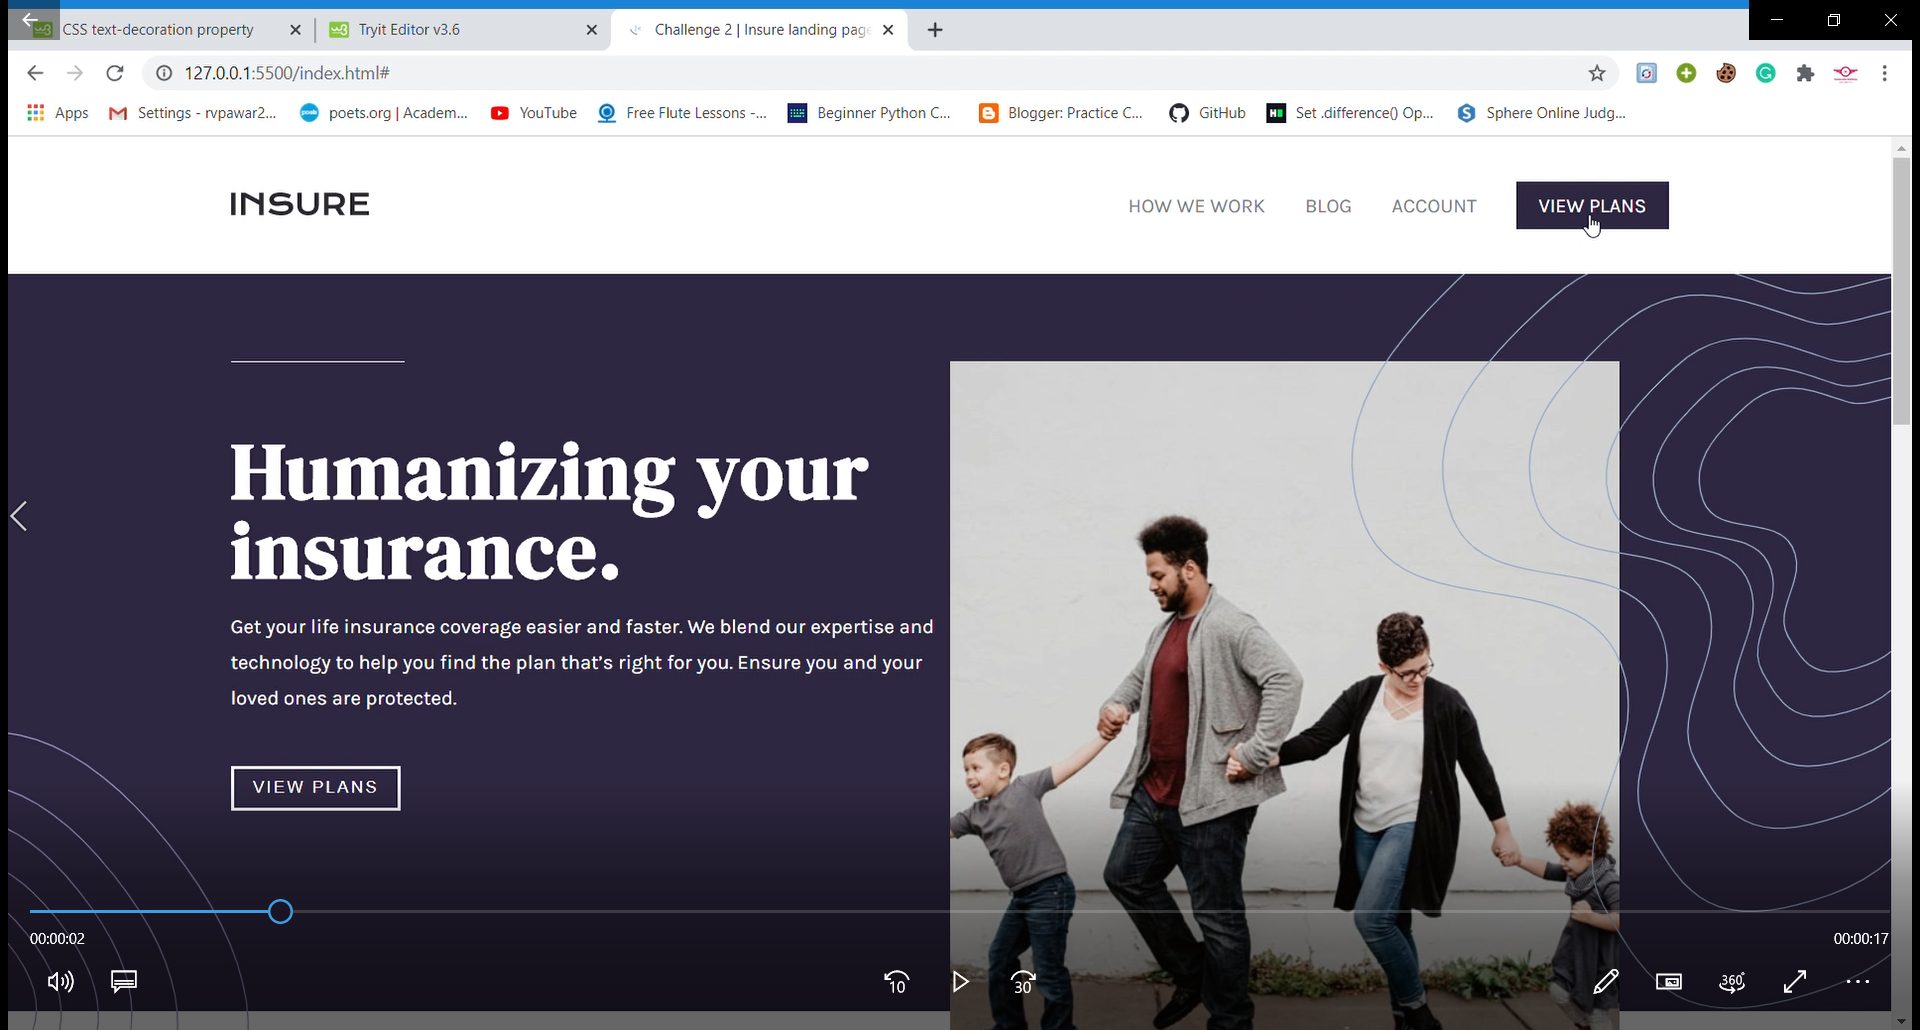 CSS text-decoration property
Tryit Editor v3.6
Challenge 2 | Insure landing page
127.0.0.1:5500/index.html#
Apps
Settings - rvpawar2...
poets.org | Academ...
YouTube
Free Flute Lessons -...
Beginner Python C...
Blogger: Practice C...
GitHub
Set .difference() Op...
Sphere Online Judg...
INSURE
HOW WE WORK
BLOG
ACCOUNT
VIEW PLANS
Humanizing your
insurance.
Get your life insurance coverage easier and faster. We blend our expertise and
technology to help you find the plan that's right for you. Ensure you and your
loved ones are protected.
VIEW PLANS
00:00:02
00:00:17
10
30
360°